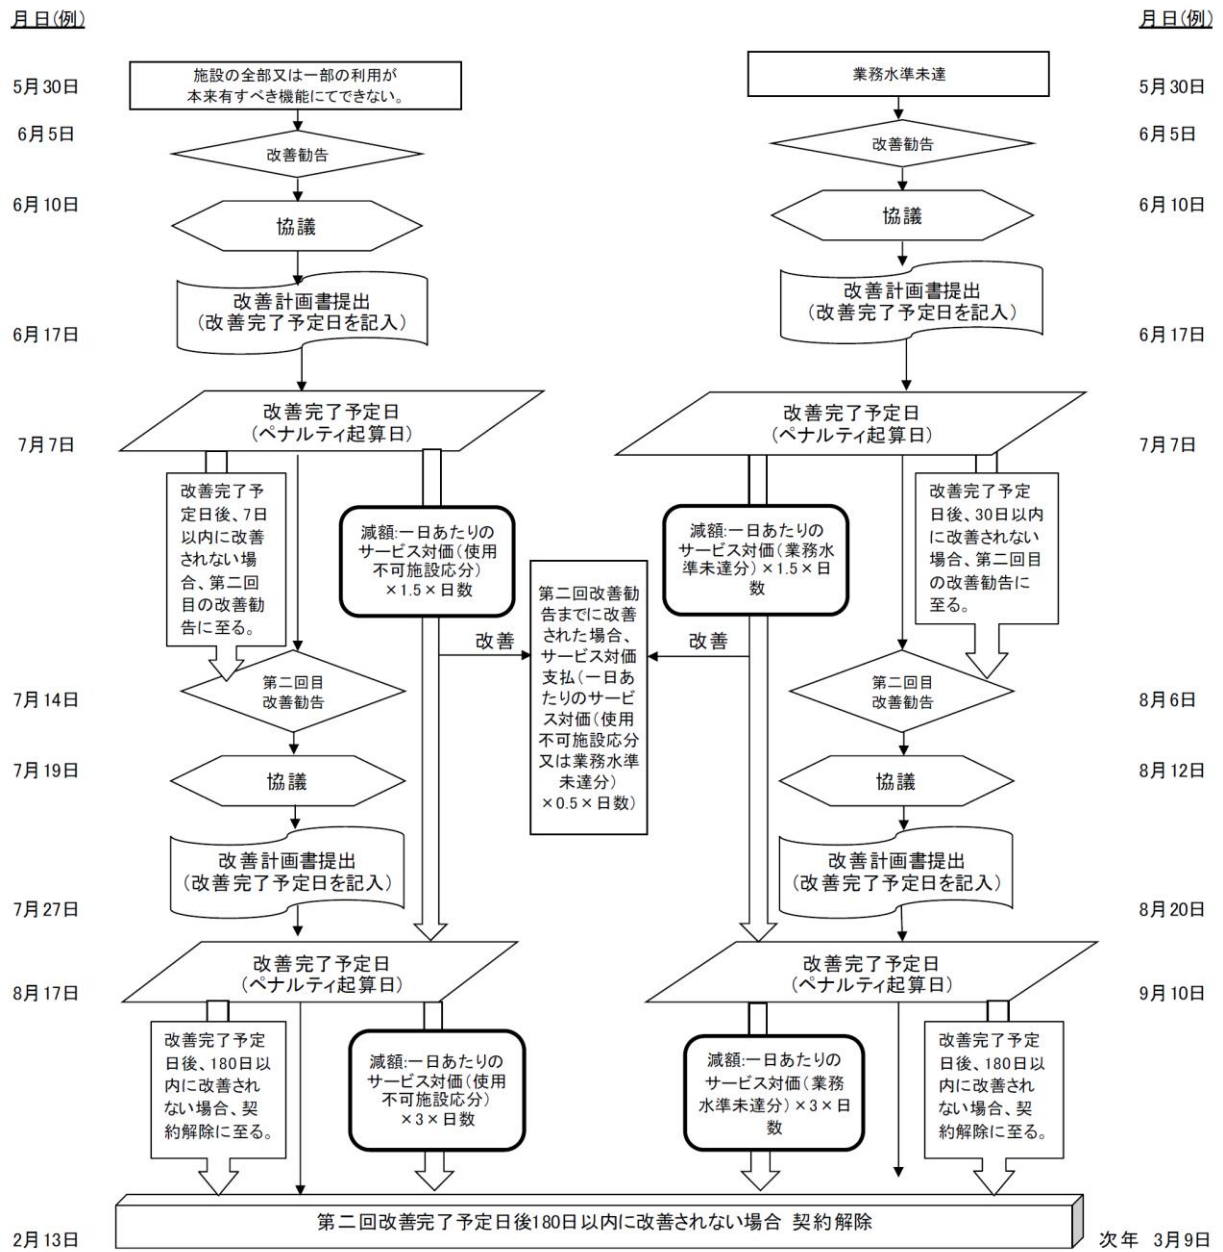 月日(例)
月日(例)
5月30日
施設の全部又は一部の利用が
本来有すべき機能にてできない。
業務水準未達
5月30日
6月5日
改善勧告
改善勧告
6月5日
6月10日
協議
協議
6月10日
改善計画書提出
(改善完了予定日を記入)
改善計画書提出
(改善完了予定日を記入)
6月17日
6月17日
改善完了予定日
(ペナルティ起算日)
改善完了予定日
(ペナルティ起算日)
7月7日
7月7日
改善完了予
定日後、7日
以内に改善
されない場
合、第二回
目の改善勧
告に至る。
減額:一日あたりの
サービス対価(使用
不可施設応分)
×1.5×日数
減額:一日あたりの
サービス対価(業務水
準未達分)×1.5×日
数
改善完了予定
日後、30日以内
に改善されない
場合、第二回目
の改善勧告に
至る。
第二回改善勧
告までに改善
された場合、
サービス対価
支払(一日あ
たりのサービ
ス対価(使用
不可施設応分
又は業務水準
未達分)
×0.5×日数)
改善
改善
7月14日
第二回目
改善勧告
第二回目
改善勧告
8月6日
7月19日
協議
協議
8月12日
改善計画書提出
(改善完了予定日を記入)
改善計画書提出
(改善完了予定日を記入)
7月27日
8月20日
改善完了予定日
(ペナルティ起算日)
改善完了予定日
(ペナルティ起算日)
8月17日
9月10日
改善完了予定
日後、180日以
内に改善され
ない場合、契
約解除に至る。
減額:一日あたりの
サービス対価(使用
不可施設応分)
×3×日数
減額:一日あたりの
サービス対価(業務
水準未達分)×3×日
数
改善完了予定
日後、180日以
内に改善され
ない場合、契
約解除に至る。
第二回改善完了予定日後180日以内に改善されない場合 契約解除
2月13日
次年 3月9日